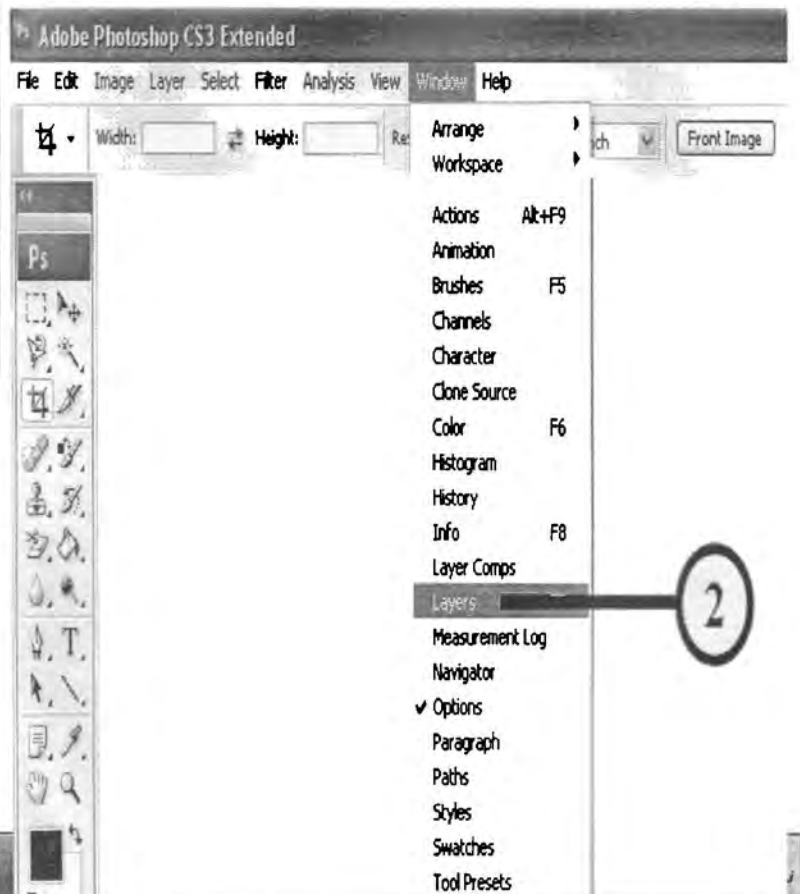 Ps Adobe Photoshop CS3 Extended
File Edit Image Layer Select Filter Analysis View Window Help
Width: Height: Front Image
Arrange
Workspace
Ps
Actions Alt+F9
Animation
Brushes F5
Channels
Character
Clone Source
Color F6
Histogram
History
Info F8
Layer Comps
Layers
2
Measurement Log
Navigator
Options
Paragraph
Paths
Styles
Swatches
Tool Presets